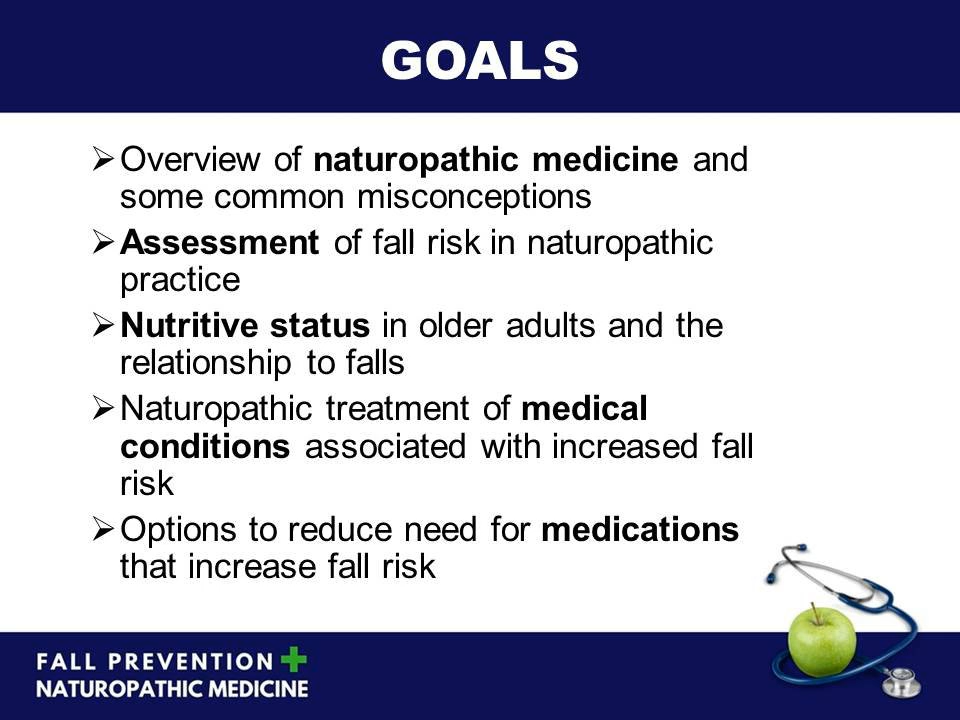 GOALS
➢Overview of naturopathic medicine and
some common misconceptions
➢Assessment of fall risk in naturopathic
practice
➢Nutritive status in older adults and the
relationship to falls
➢Naturopathic treatment of medical
conditions associated with increased fall
risk
➢Options to reduce need for medications
that increase fall risk
FALL PREVENTION +
NATUROPATHIC MEDICINE